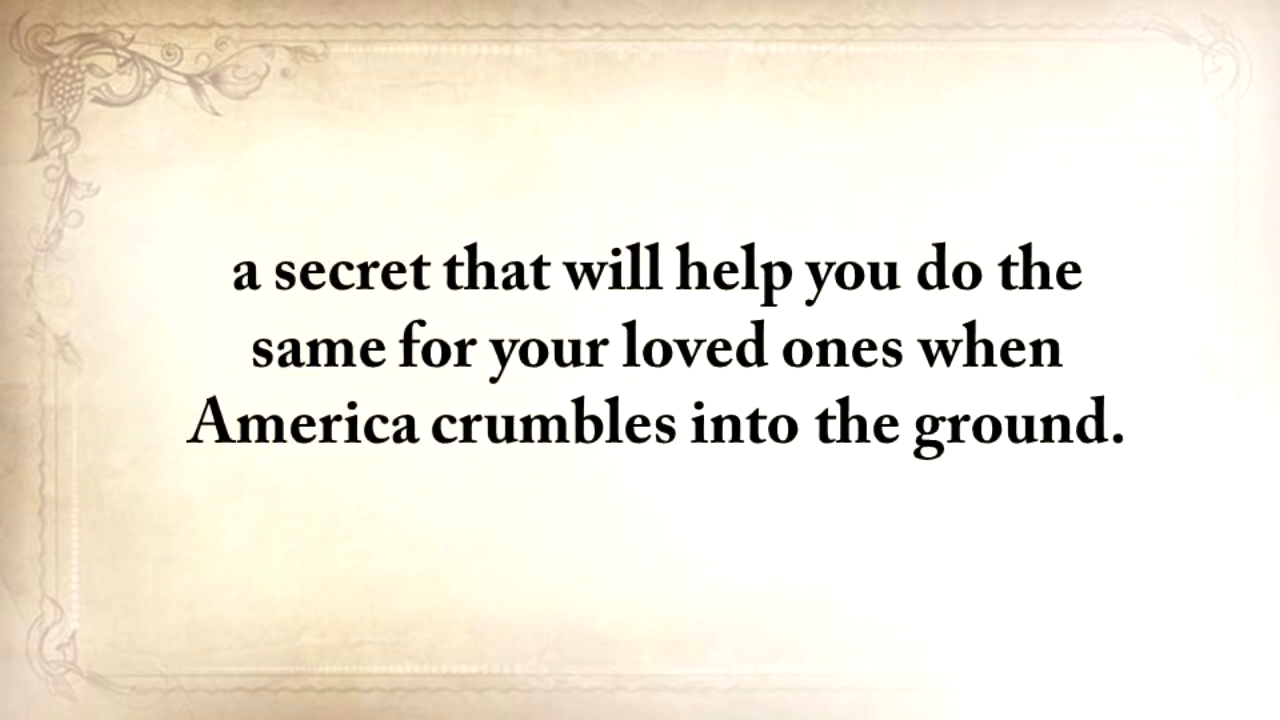 a secret that will help you do the
same for your loved ones when
America crumbles into the ground.